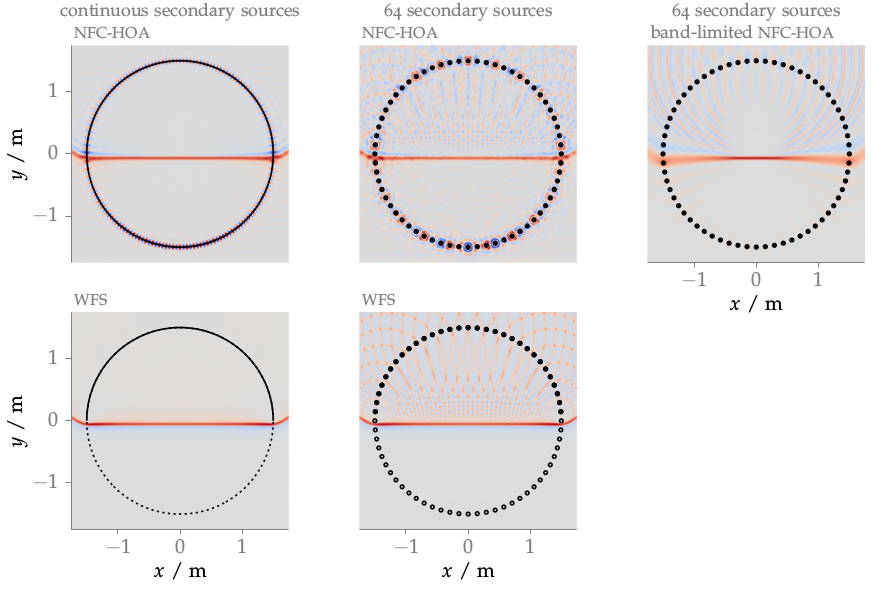 continuous secondary sources
NFC-HOA
64 secondary sources
NFC-HOA
64 secondary sources
band-limited NFC-HOA
y / m
1
0
−1
−1 0 1
x / m
WFS
WFS
y / m
1
0
−1
−1 0 1
x / m
−1 0 1
x / m